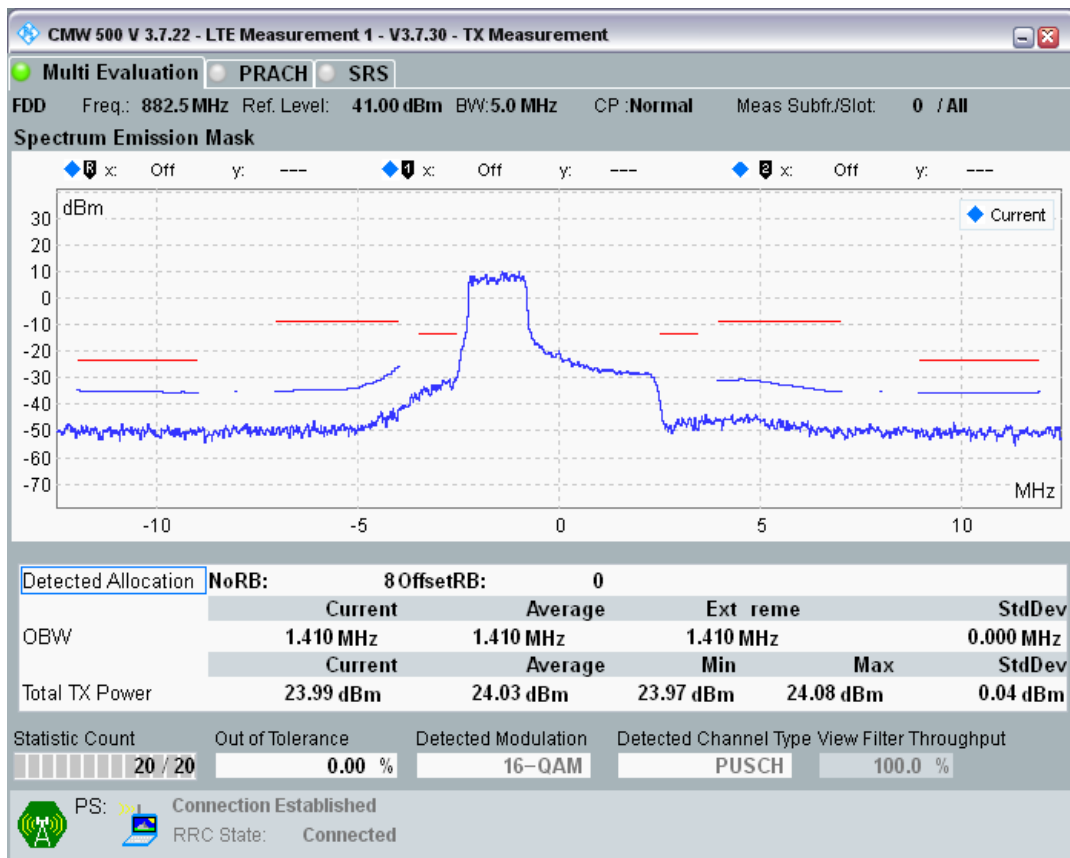 CMW 500 V 3.7.22 - LTE Measurement 1 - V3.7.30 - TX Measurement
Multi Evaluation PRACH SRS
FDD Freq.: 882.5 MHz Ref. Level: 41.00 dBm BW:5.0 MHz CP :Normal Meas Subfr./Slot: 0 / All
Spectrum Emission Mask
R x: Off y: --- 1 x: Off y: --- 2 x: Off y: ---
dBm
Current
30
20
10
0
-10
-20
-30
-40
-50
-60
-70
MHz
-10 -5 0 5 10
Detected Allocation NoRB: 8 OffsetRB: 0
Current Average Ext reme StdDev
OBW 1.410 MHz 1.410 MHz 1.410 MHz 0.000 MHz
Current Average Min Max StdDev
Total TX Power 23.99 dBm 24.03 dBm 23.97 dBm 24.08 dBm 0.04 dBm
Statistic Count Out of Tolerance Detected Modulation Detected Channel Type View Filter Throughput
20 / 20 0.00 % 16-QAM PUSCH 100.0 %
PS: Connection Established
RRC State: Connected